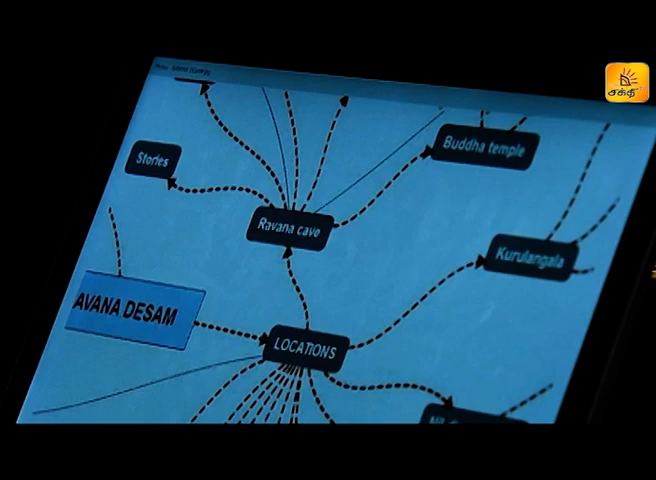 சக்தி
Buddha temple
Stories
Ravana cave
Kurulangala
AVANA DESAM
LOCATIONS